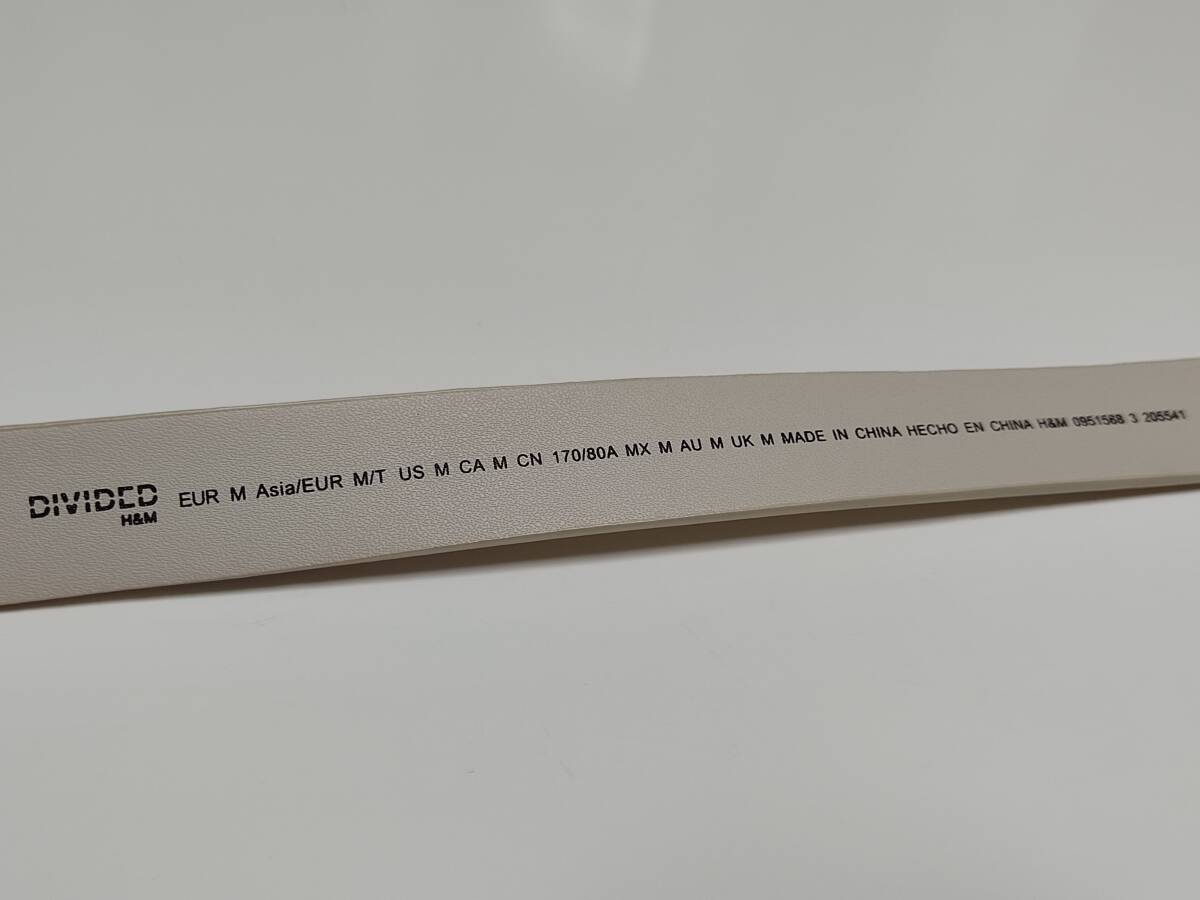 DIVIDED
H&M
EUR M Asia/EUR M/T US M CA M CN 170/80A MX M AU M UK M MADE IN CHINA HECHO EN CHINA H&M 0951568 3 205541